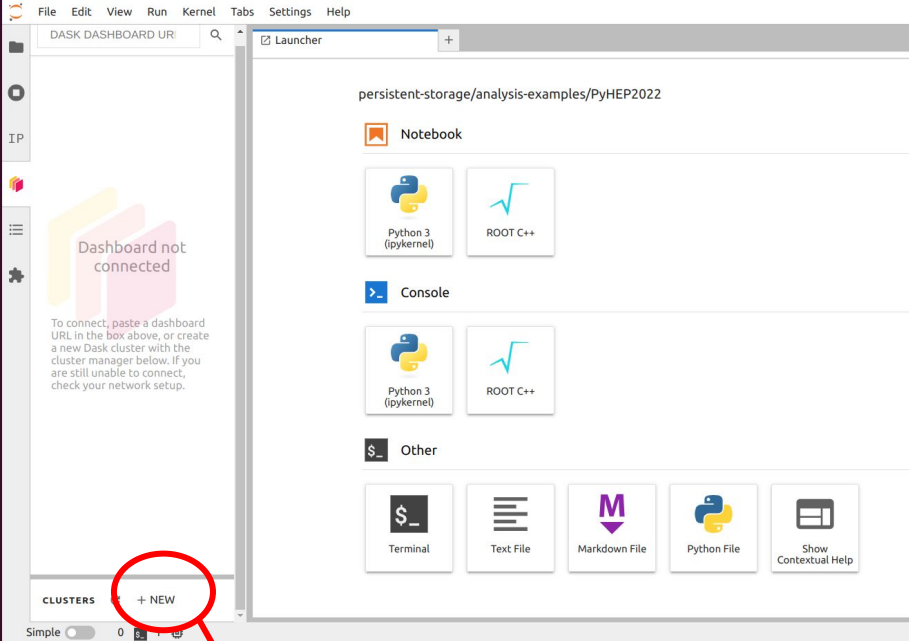 File Edit View Run Kernel Tabs Settings Help
DASK DASHBOARD UR
Launcher
+
IP
persistent-storage/analysis-examples/PyHEP2022
Notebook
Python 3
(ipykernel)
ROOT C++
Dashboard not
connected
To connect, paste a dashboard
URL in the box above, or create
a new Dask cluster with the
cluster manager below. If you
are still unable to connect,
check your network setup.
>_ Console
Python 3
(ipykernel)
ROOT C++
$_ Other
$_
Terminal
Text File
M
Markdown File
Python File
Show
Contextual Help
CLUSTERS + NEW
Simple 0 $_